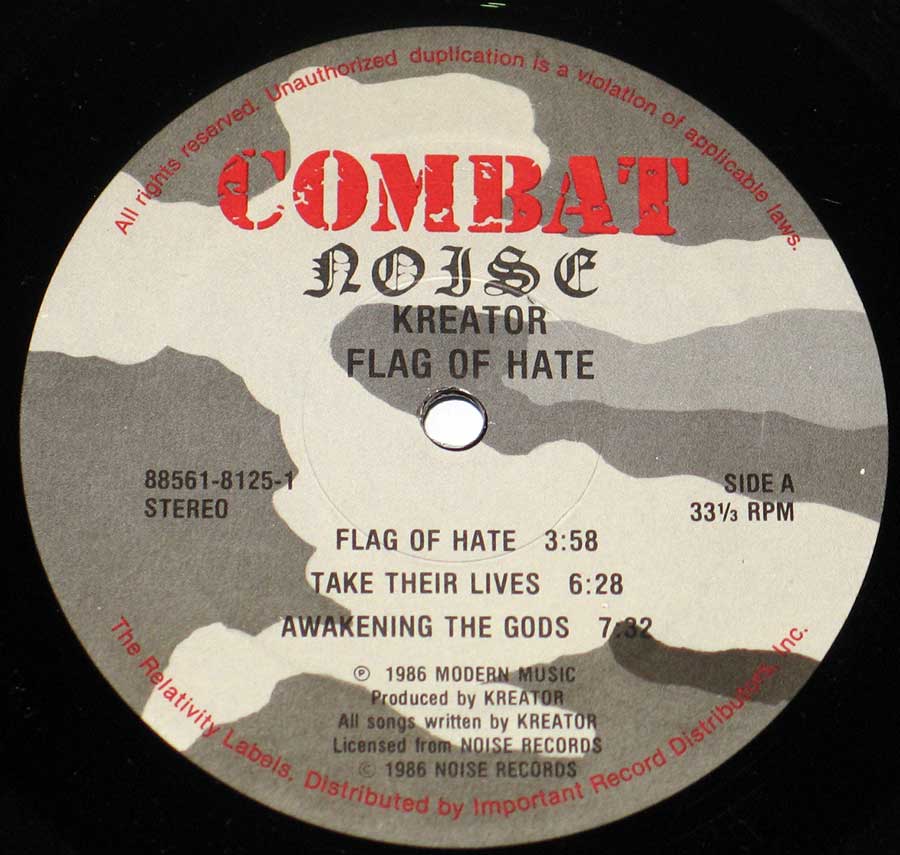 All rights reserved. Unauthorized duplication is a violation of applicable laws.
COMBAT
NOISE
KREATOR
FLAG OF HATE
88561-8125-1
STEREO
SIDE A
33⅓ RPM
FLAG OF HATE 3:58
TAKE THEIR LIVES 6:28
AWAKENING THE GODS 7:32
℗ 1986 MODERN MUSIC
Produced by KREATOR
All songs written by KREATOR
Licensed from NOISE RECORDS
© 1986 NOISE RECORDS
The Relativity Labels, Distributed by Important Record Distributors, Inc.